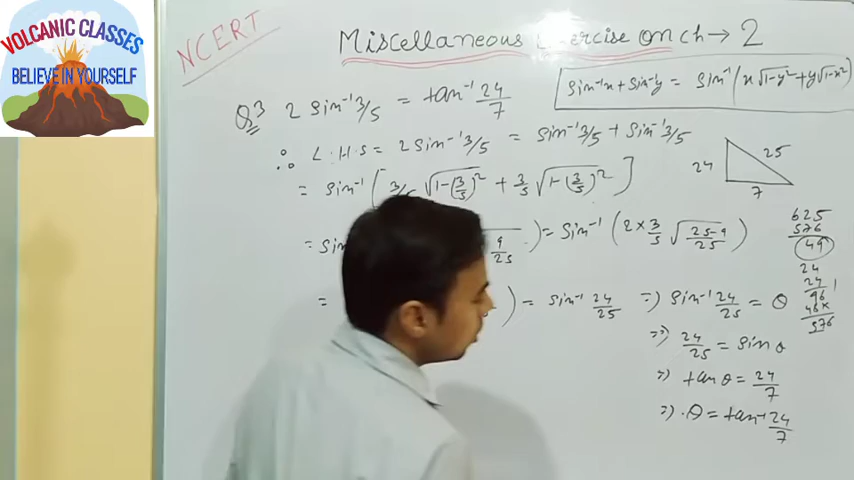 VOLCANIC CLASSES
BELIEVE IN YOURSELF
NCERT
Miscellaneous Exercise on ch → 2
sin⁻¹x + sin⁻¹y = sin⁻¹(x√1-y² + y√1-x²)
Q3 2 sin⁻¹ 3/5 = tan⁻¹ 24/7
∴ L.H.S = 2 sin⁻¹ 3/5 = sin⁻¹ 3/5 + sin⁻¹ 3/5
= sin⁻¹ [ 3/5 √1-(3/5)² + 3/5 √1-(3/5)² ]
24 25
7
= sin 9/25 ) = sin⁻¹ ( 2 × 3/5 √25-9/25 )
625
576
49
= ) = sin⁻¹ 24/25 ⇒ sin⁻¹ 24/25 = θ
24
24
96
48×
576
⇒ 24/25 = sin θ
⇒ tan θ = 24/7
⇒ θ = tan⁻¹ 24/7